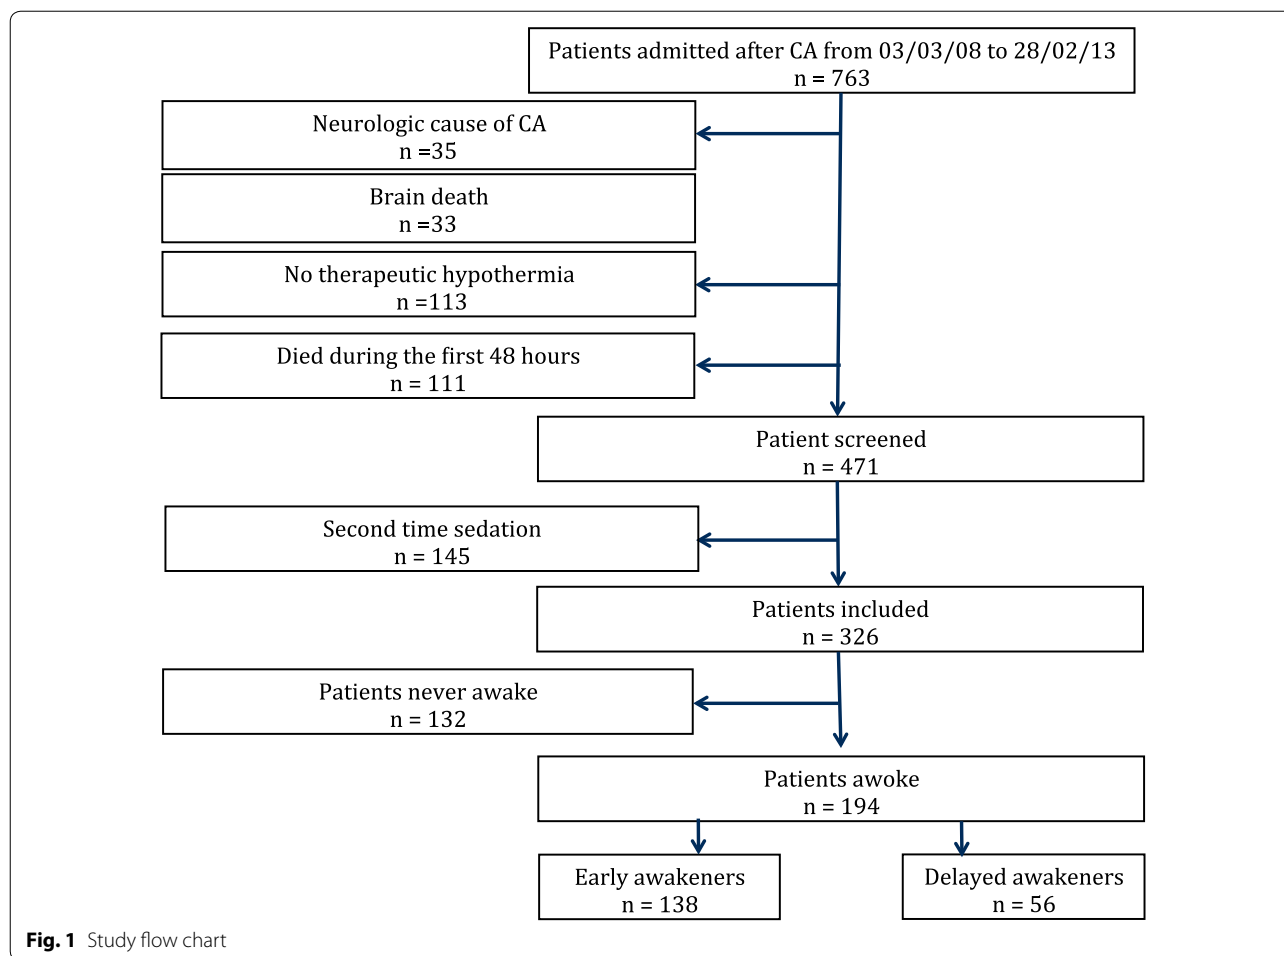 Patients admitted after CA from 03/03/08 to 28/02/13
n = 763
Neurologic cause of CA
n =35
Brain death
n =33
No therapeutic hypothermia
n =113
Died during the first 48 hours
n = 111
Patient screened
n = 471
Second time sedation
n = 145
Patients included
n = 326
Patients never awake
n = 132
Patients awoke
n = 194
Early awakeners
n = 138
Delayed awakeners
n = 56
Fig. 1 Study flow chart